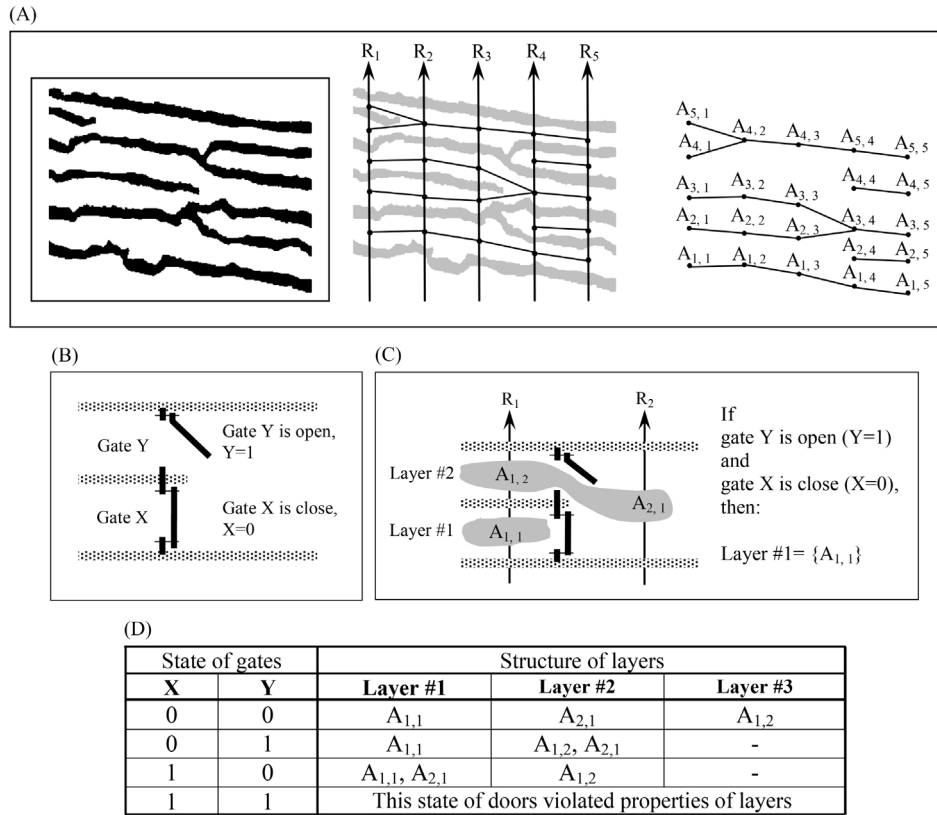 (A)
R1 R2 R3 R4 R5
A5, 1
A4, 2 A4, 3 A5, 4 A5, 5
A4, 1
A4, 4 A4, 5
A3, 1 A3, 2 A3, 3
A2, 1 A2, 2 A2, 3 A3, 4 A3, 5
A2, 4 A2, 5
A1, 1 A1, 2 A1, 3 A1, 4 A1, 5
(B)
Gate Y
Gate Y is open,
Y=1
Gate X
Gate X is close,
X=0
(C)
R1 R2
Layer #2 A1, 2
A2, 1
Layer #1 A1, 1
If
gate Y is open (Y=1)
and
gate X is close (X=0),
then:
Layer #1= {A1, 1}
(D)
State of gates Structure of layers
X Y Layer #1 Layer #2 Layer #3
0 0 A1,1 A2,1 A1,2
0 1 A1,1 A1,2, A2,1 -
1 0 A1,1, A2,1 A1,2 -
1 1 This state of doors violated properties of layers